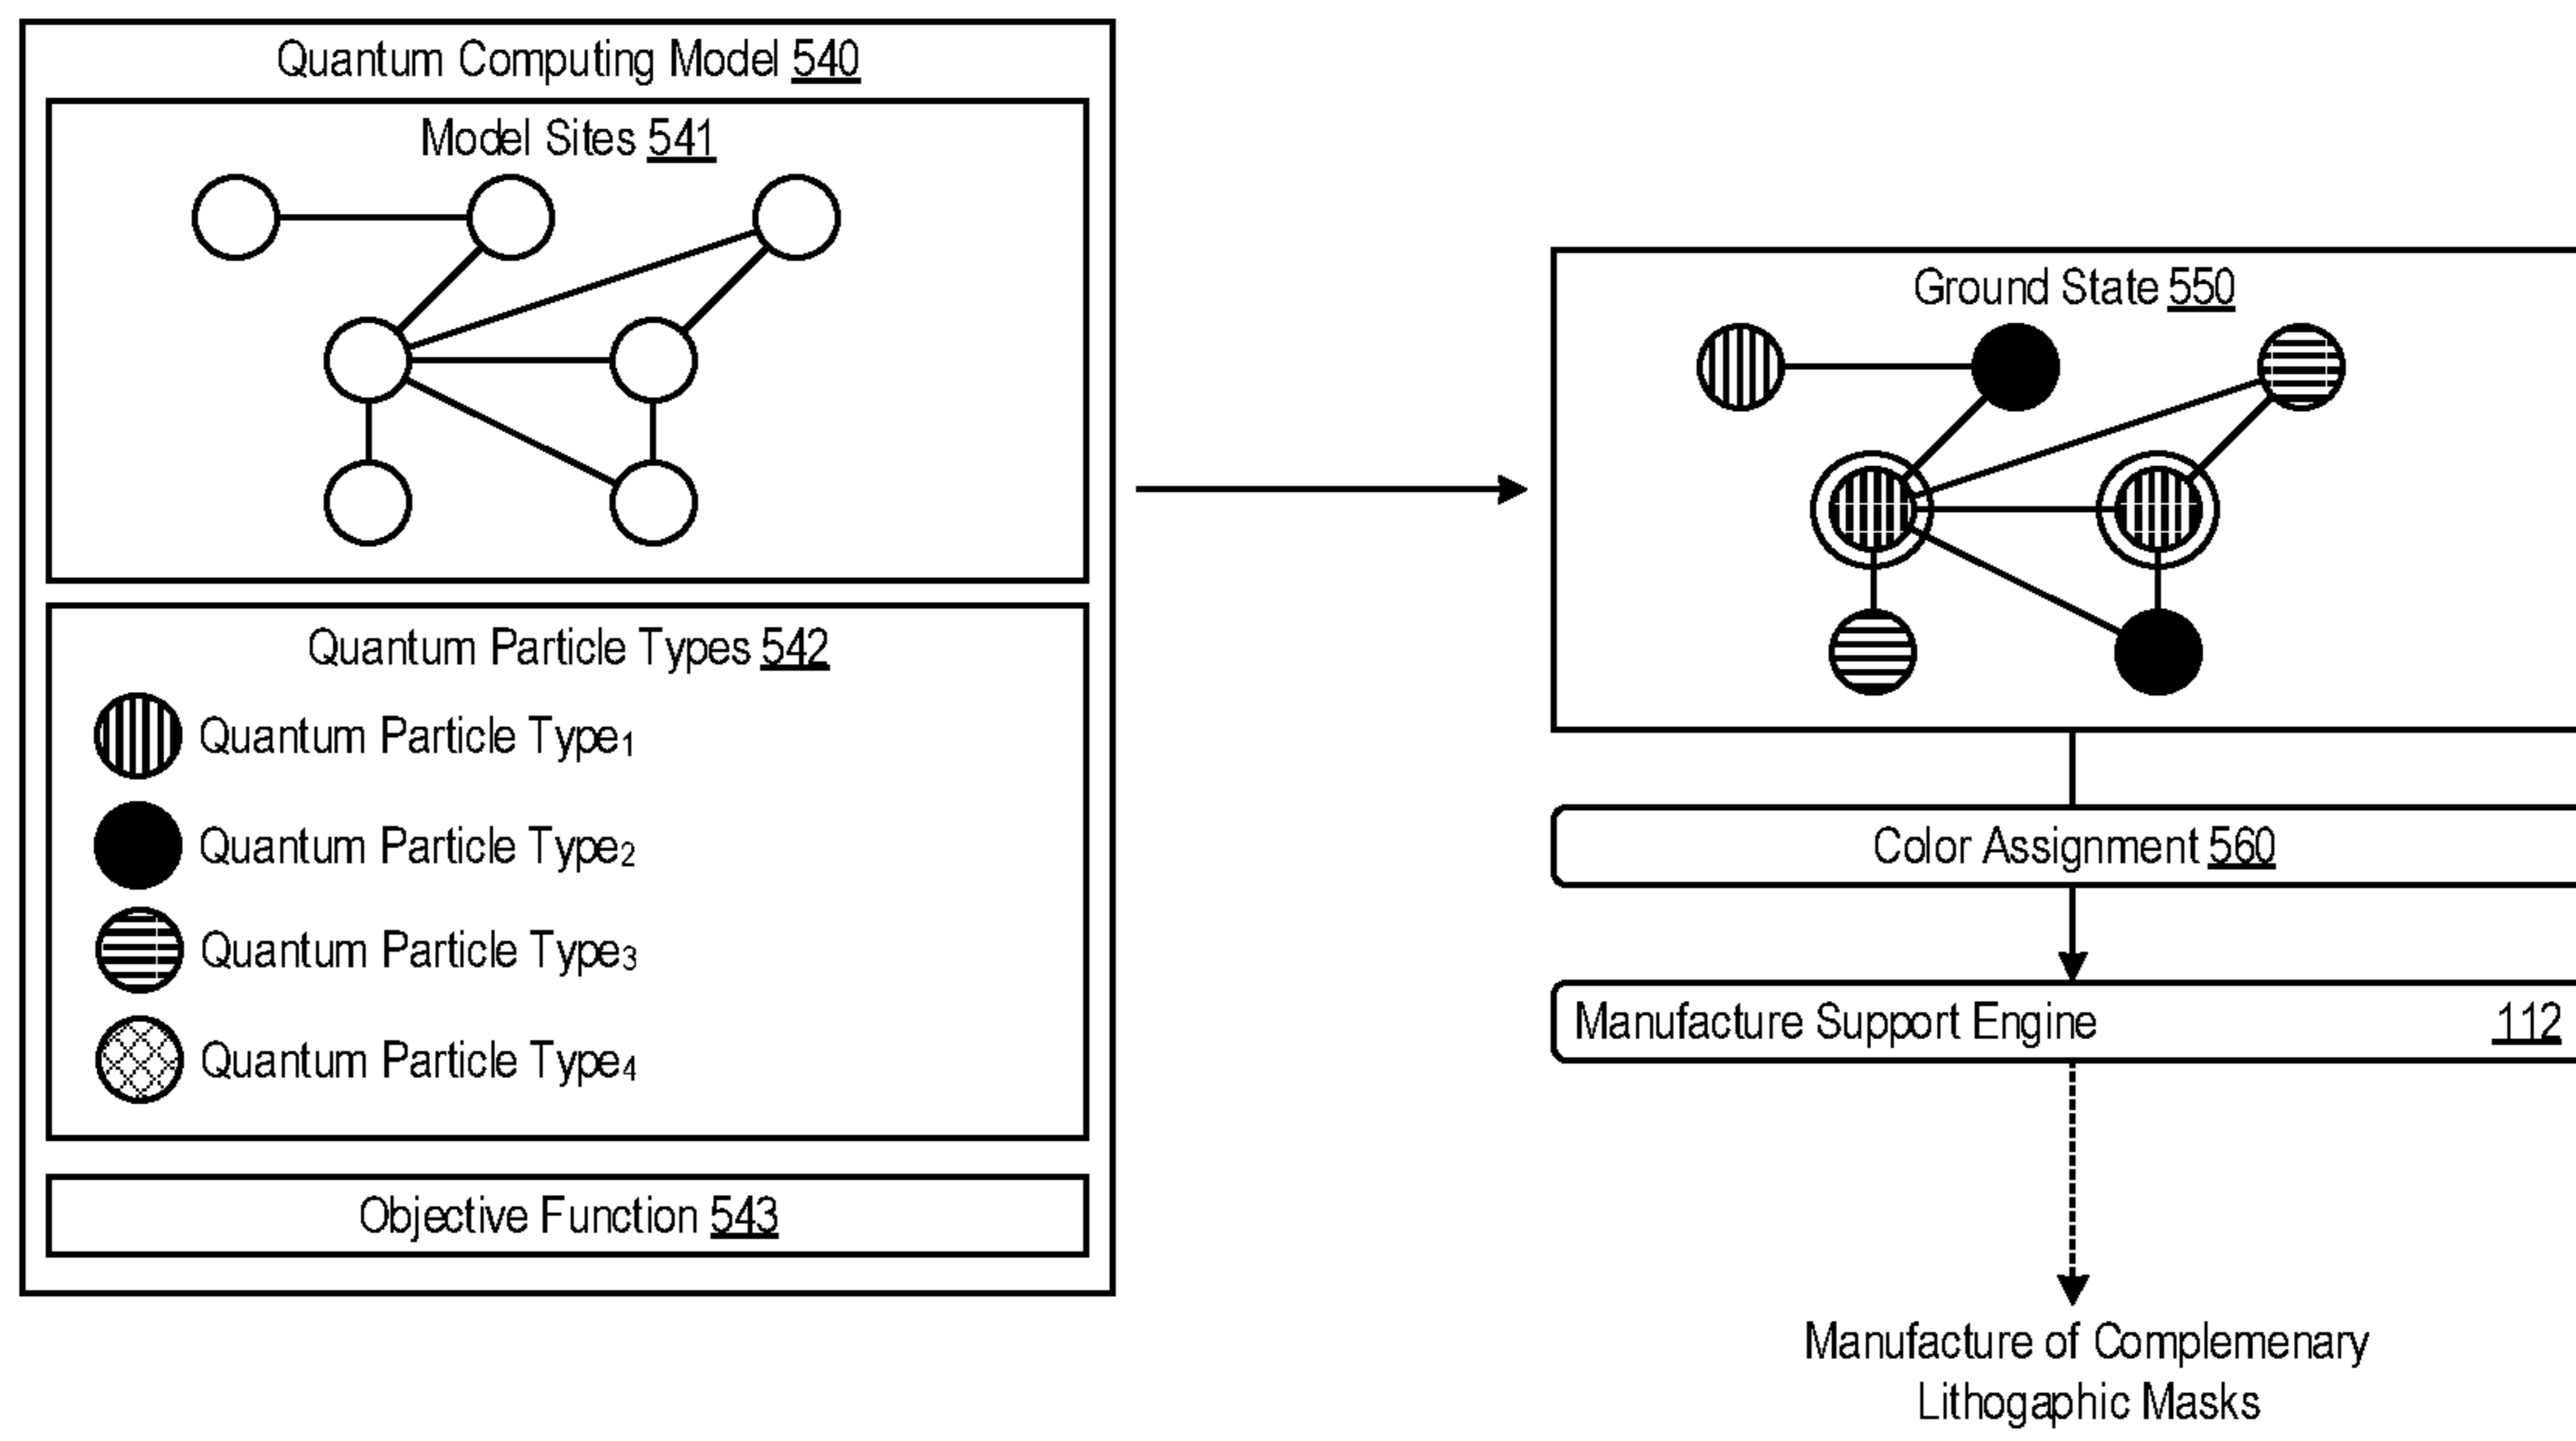 Quantum Computing Model 540
Model Sites 541
Quantum Particle Types 542
Quantum Particle Type1
Quantum Particle Type2
Quantum Particle Type3
Quantum Particle Type4
Objective Function 543
Ground State 550
Color Assignment 560
Manufacture Support Engine 112
Manufacture of Complemenary
Lithogaphic Masks